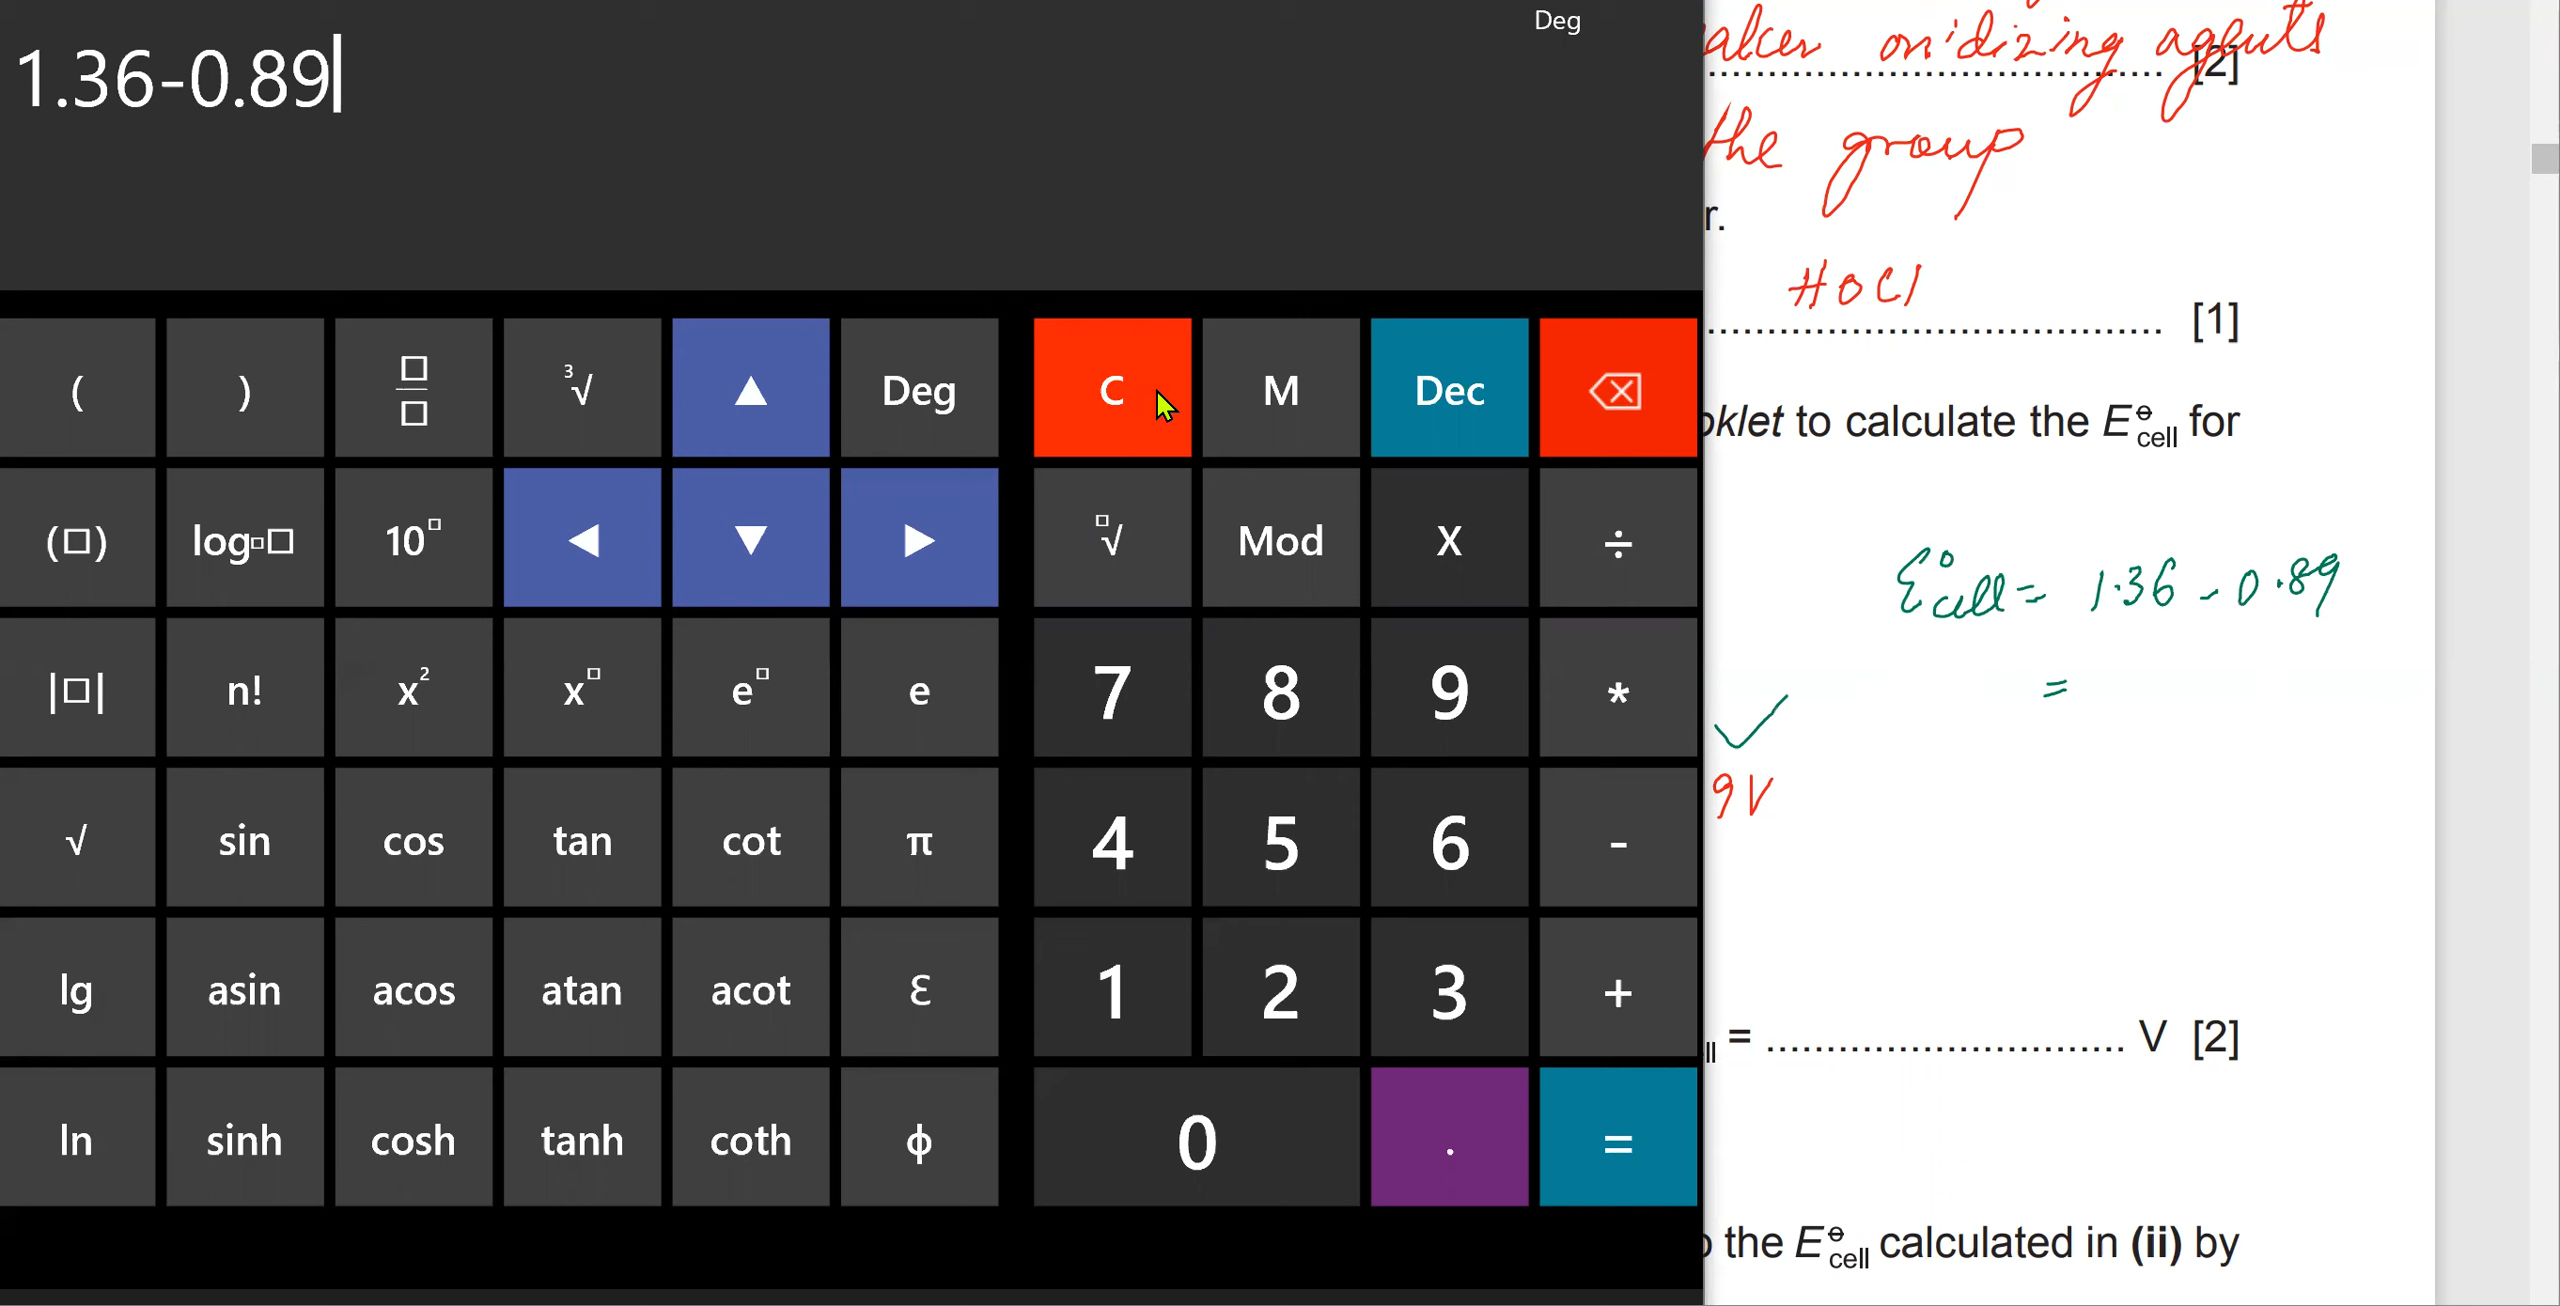 Deg
1.36-0.89
( ) □/□ ³√ ▲ Deg C M Dec ⌫
(□) log□□ 10□ ◀ ▼ ▶ □√ Mod X ÷
|□| n! x² x□ e□ e 7 8 9 *
√ sin cos tan cot π 4 5 6 -
lg asin acos atan acot Ɛ 1 2 3 +
ln sinh cosh tanh coth ϕ 0 . =
oxidizing agents
[2]
the group
r.
HOCl
[1]
to calculate the E⦵cell for
E°cell = 1.36 - 0.89
=
9V
= .............................. V [2]
the E⦵cell calculated in (ii) by